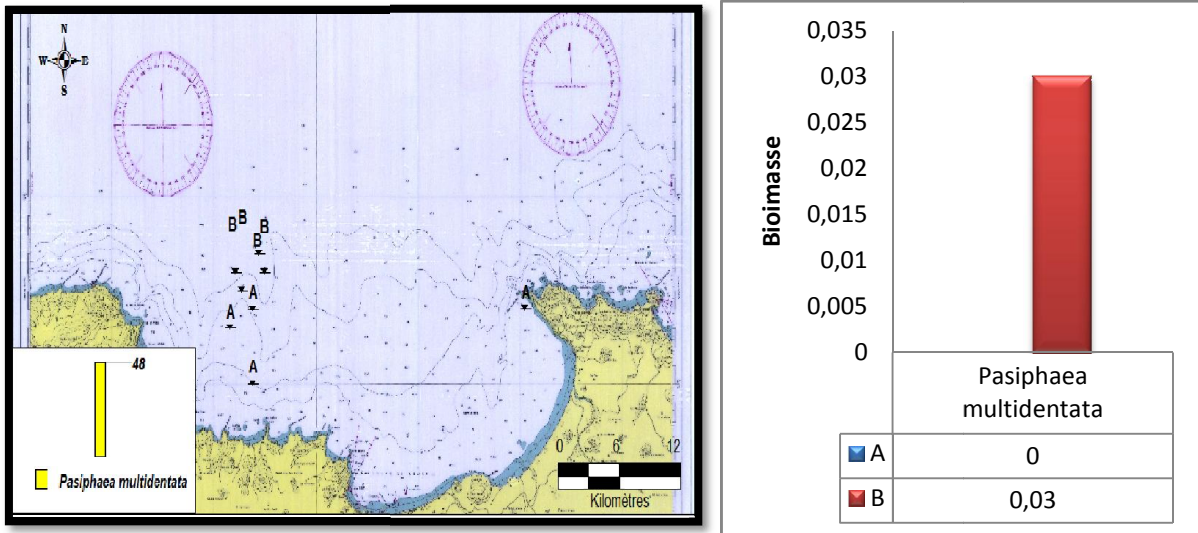 N
W E
S
B B
B
B
A
A
A
A
48
Pasiphaea multidentata
0 6 12
Kilomètres
0,035
0,03
0,025
0,02
0,015
0,01
0,005
0
Bioimasse
Pasiphaea
multidentata
A 0
B 0,03